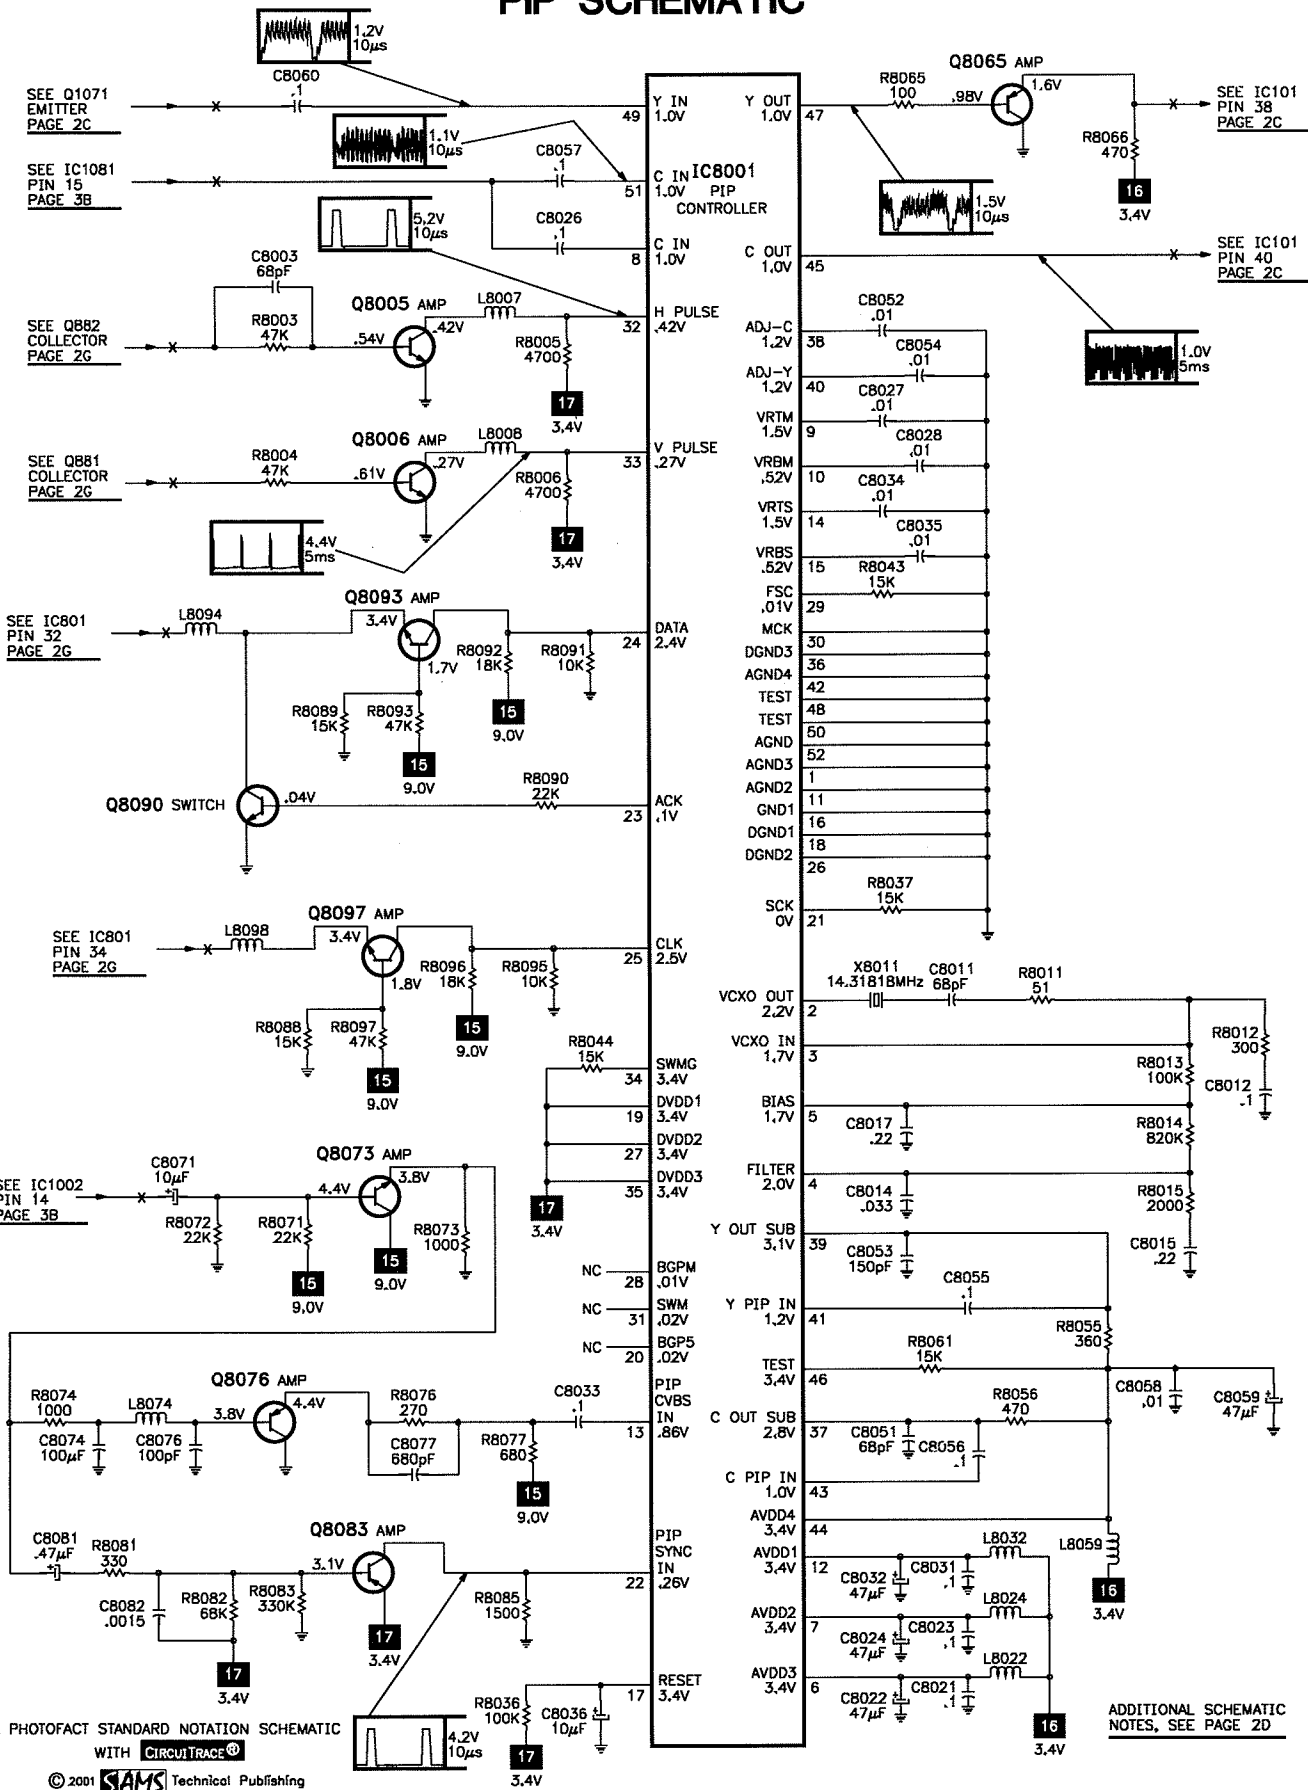 PIP SCHEMATIC
1.2V
10µs
C8060
.1
SEE Q1071
EMITTER
PAGE 2C
Y IN
49 1.0V
1.1V
10µs
C8057
.1
SEE IC1081
PIN 15
PAGE 3B
C IN
51 1.0V
IC8001
PIP
CONTROLLER
5.2V
10µs
C8026
.1
C IN
8 1.0V
C8003
68pF
R8003
47K
SEE Q882
COLLECTOR
PAGE 2G
Q8005 AMP
.54V
.42V
L8007
R8005
4700
17
3.4V
H PULSE
32 .42V
SEE Q881
COLLECTOR
PAGE 2G
R8004
47K
Q8006 AMP
.61V
.27V
L8008
R8006
4700
17
3.4V
V PULSE
33 .27V
4.4V
5ms
SEE IC801
PIN 32
PAGE 2G
L8094
Q8093 AMP
3.4V
1.7V
R8092
18K
R8091
10K
DATA
24 2.4V
R8089
15K
R8093
47K
15
9.0V
15
9.0V
Q8090 SWITCH
.04V
R8090
22K
ACK
23 .1V
SEE IC801
PIN 34
PAGE 2G
L8098
Q8097 AMP
3.4V
1.8V
R8096
18K
R8095
10K
CLK
25 2.5V
R8088
15K
R8097
47K
15
9.0V
15
9.0V
R8044
15K
SWMG
34 3.4V
DVDD1
19 3.4V
DVDD2
27 3.4V
DVDD3
35 3.4V
17
3.4V
SEE IC1002
PIN 14
PAGE 3B
C8071
10µF
R8072
22K
R8071
22K
15
9.0V
Q8073 AMP
4.4V
3.8V
15
9.0V
R8073
1000
NC
BGPM
28 .01V
NC
SWM
31 .02V
NC
BGP5
20 .02V
R8074
1000
C8074
100µF
L8074
C8076
100pF
Q8076 AMP
3.8V
4.4V
R8076
270
C8077
680pF
R8077
680
15
9.0V
C8033
.1
PIP
CVBS
IN
13 .86V
C8081
.47µF
R8081
330
C8082
.0015
R8082
68K
R8083
330K
17
3.4V
Q8083 AMP
3.1V
17
3.4V
R8085
1500
PIP
SYNC
IN
22 .26V
4.2V
10µs
R8036
100K
17
3.4V
C8036
10µF
RESET
17 3.4V
Y OUT
1.0V 47
R8065
100
.98V
Q8065 AMP
1.6V
R8066
470
16
3.4V
SEE IC101
PIN 38
PAGE 2C
1.5V
10µs
C OUT
1.0V 45
SEE IC101
PIN 40
PAGE 2C
1.0V
5ms
ADJ-C
1.2V 38
C8052
.01
ADJ-Y
1.2V 40
C8054
.01
VRTM
1.5V 9
C8027
.01
VRBM
.52V 10
C8028
.01
VRTS
1.5V 14
C8034
.01
VRBS
.52V 15
C8035
.01
FSC
.01V 29
R8043
15K
MCK
30
DGND3
36
AGND4
42
TEST
48
TEST
50
AGND
52
AGND3
1
AGND2
11
GND1
16
DGND1
18
DGND2
26
SCK
0V 21
R8037
15K
VCXO OUT
2.2V 2
X8011
14.31818MHz
C8011
68pF
R8011
51
R8012
300
C8012
.1
VCXO IN
1.7V 3
R8013
100K
BIAS
1.7V 5
C8017
.22
R8014
820K
FILTER
2.0V 4
C8014
.033
R8015
2000
C8015
.22
Y OUT SUB
3.1V 39
C8053
150pF
Y PIP IN
1.2V 41
C8055
.1
R8055
360
TEST
3.4V 46
R8061
15K
C8058
.01
C8059
47µF
C OUT SUB
2.8V 37
C8051
68pF
C8056
.1
R8056
470
C PIP IN
1.0V 43
AVDD4
3.4V 44
L8059
16
3.4V
AVDD1
3.4V 12
C8032
47µF
C8031
.1
L8032
AVDD2
3.4V 7
C8024
47µF
C8023
.1
L8024
AVDD3
3.4V 6
C8022
47µF
C8021
.1
L8022
16
3.4V
ADDITIONAL SCHEMATIC
NOTES, SEE PAGE 2D
PHOTOFACT STANDARD NOTATION SCHEMATIC
WITH CIRCUITRACE®
© 2001 SAMS Technical Publishing